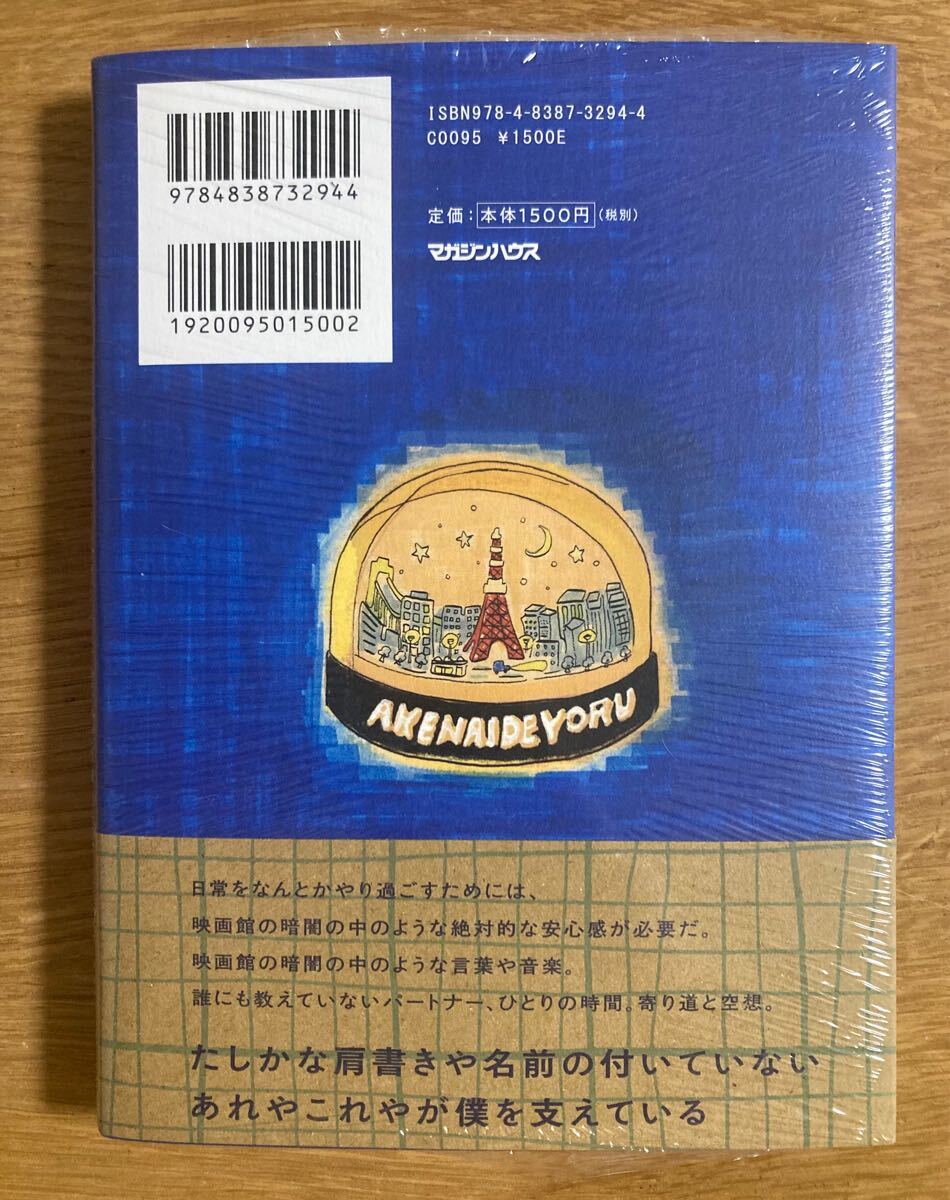 9784838732944
1920095015002
ISBN978-4-8387-3294-4
C0095 ¥1500E
定価：本体1500円（税別）
マガジンハウス
AKENAIDEYORU
日常をなんとかやり過ごすためには、
映画館の暗闇の中のような絶対的な安心感が必要だ。
映画館の暗闇の中のような言葉や音楽。
誰にも教えていないパートナー、ひとりの時間。寄り道と空想。
たしかな肩書きや名前の付いていない
あれやこれやが僕を支えている